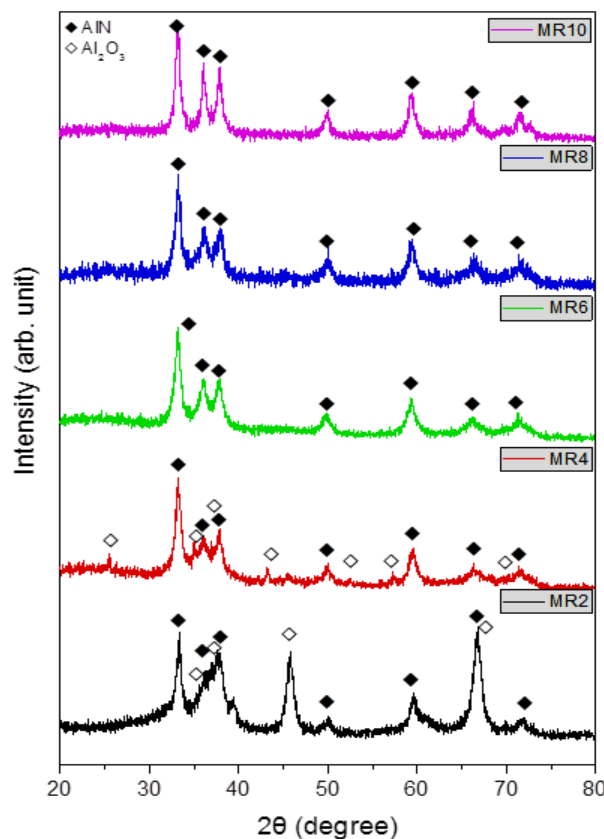 ◆ AlN
◇ Al₂O₃
MR10
MR8
MR6
MR4
MR2
Intensity (arb. unit)
20 30 40 50 60 70 80
2θ (degree)